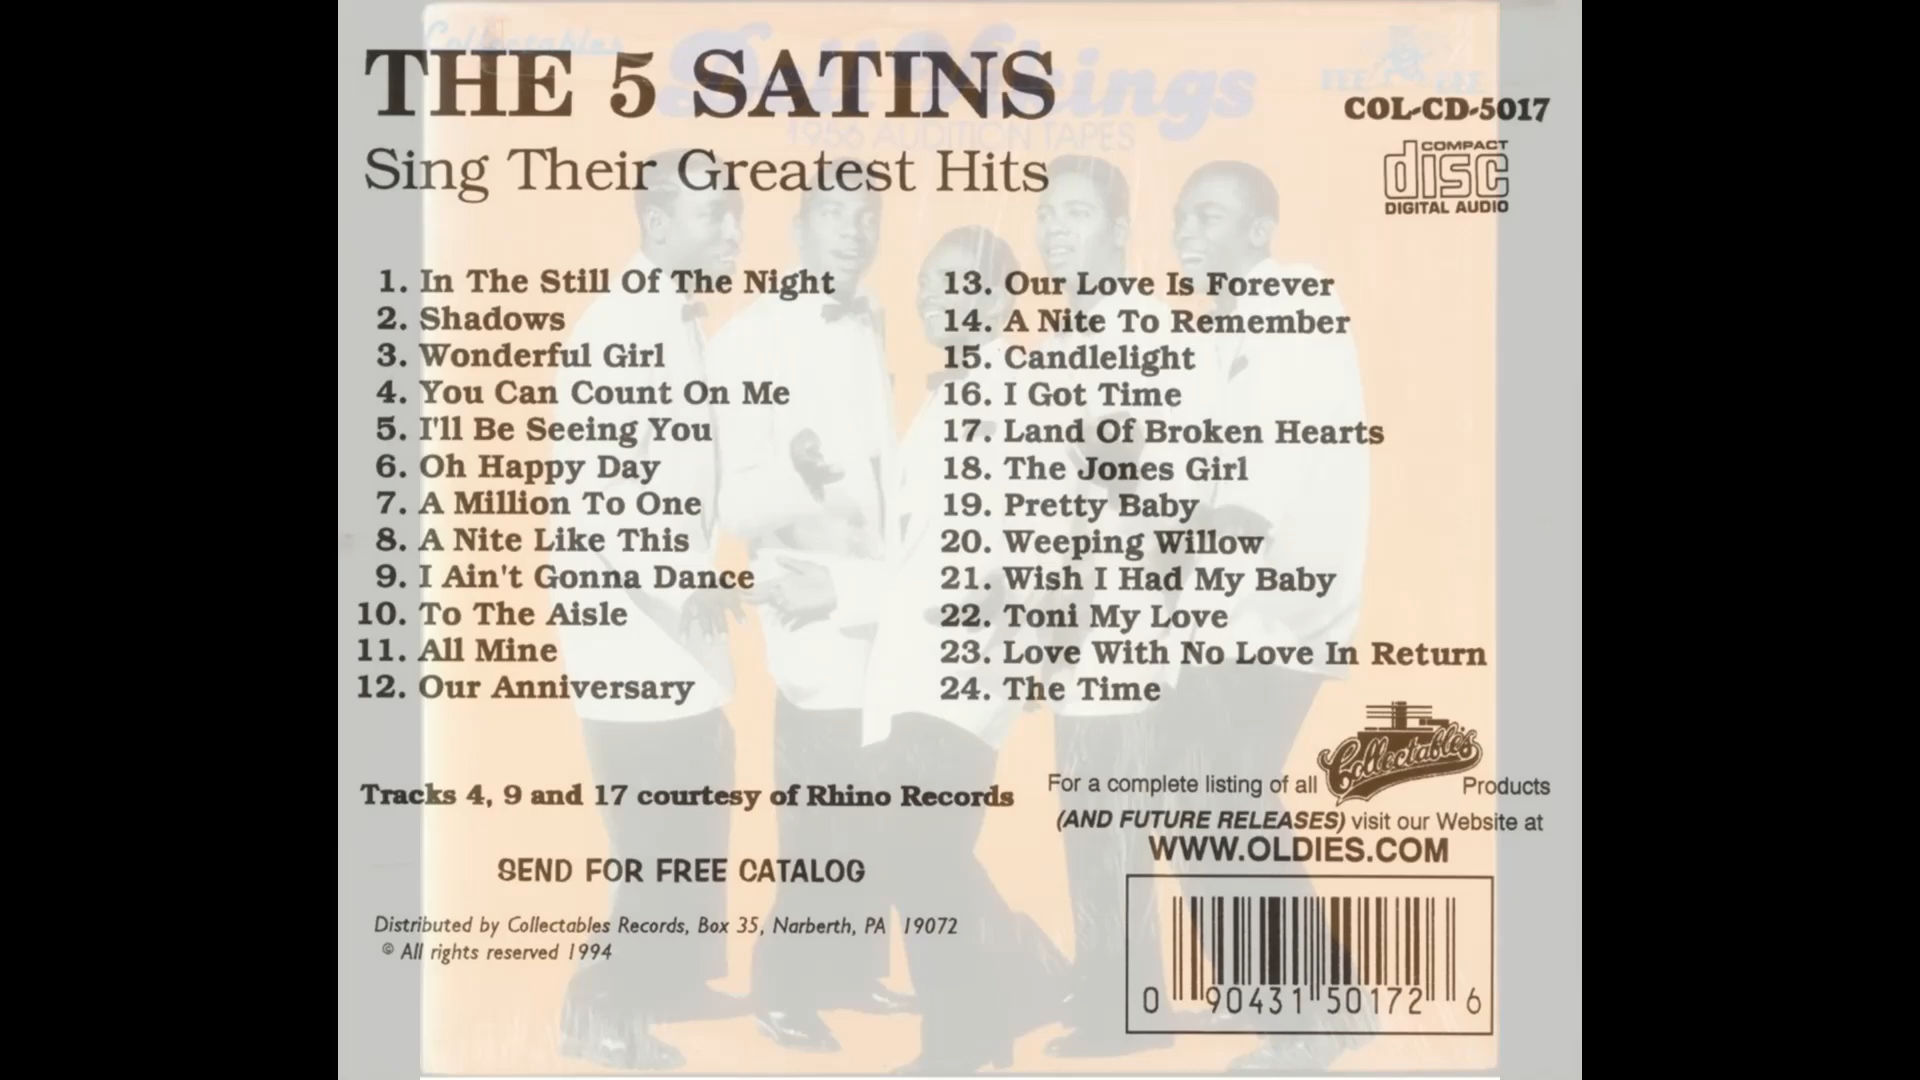 Collectables
THE 5 SATINS
Dell Vikings
1956 AUDITION TAPES
FEE BEE
COL-CD-5017
Sing Their Greatest Hits
COMPACT
disc
DIGITAL AUDIO
1. In The Still Of The Night
2. Shadows
3. Wonderful Girl
4. You Can Count On Me
5. I'll Be Seeing You
6. Oh Happy Day
7. A Million To One
8. A Nite Like This
9. I Ain't Gonna Dance
10. To The Aisle
11. All Mine
12. Our Anniversary
13. Our Love Is Forever
14. A Nite To Remember
15. Candlelight
16. I Got Time
17. Land Of Broken Hearts
18. The Jones Girl
19. Pretty Baby
20. Weeping Willow
21. Wish I Had My Baby
22. Toni My Love
23. Love With No Love In Return
24. The Time
Tracks 4, 9 and 17 courtesy of Rhino Records
For a complete listing of all Collectables Products
(AND FUTURE RELEASES) visit our Website at
WWW.OLDIES.COM
SEND FOR FREE CATALOG
Distributed by Collectables Records, Box 35, Narberth, PA 19072
© All rights reserved 1994
0 90431 50172 6